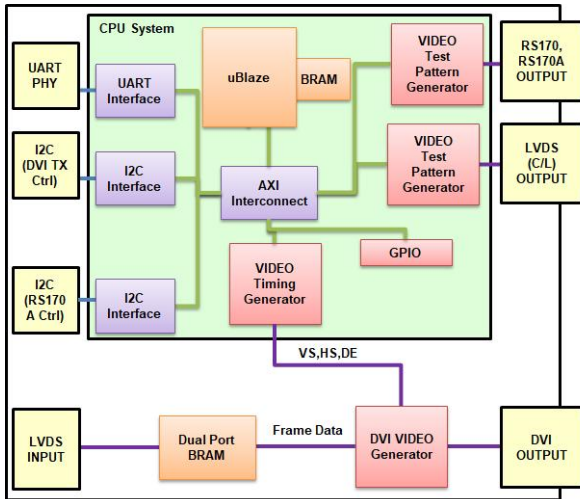 CPU System
UART
PHY
UART
Interface
uBlaze
BRAM
VIDEO
Test
Pattern
Generator
RS170,
RS170A
OUTPUT
I2C
(DVI TX
Ctrl)
I2C
Interface
AXI
Interconnect
VIDEO
Test
Pattern
Generator
LVDS
(C/L)
OUTPUT
GPIO
I2C
(RS170
A Ctrl)
I2C
Interface
VIDEO
Timing
Generator
VS,HS,DE
LVDS
INPUT
Dual Port
BRAM
Frame Data
DVI VIDEO
Generator
DVI
OUTPUT